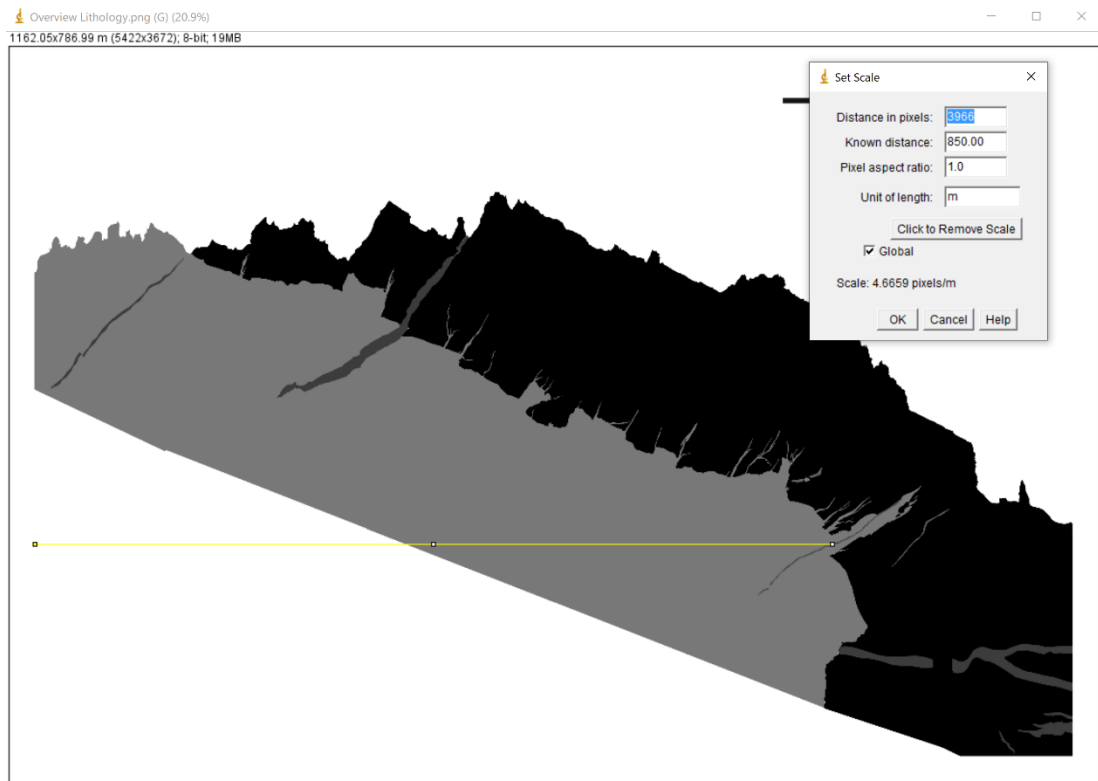 Overview Lithology.png (G) (20.9%)
1162.05x786.99 m (5422x3672); 8-bit; 19MB
Set Scale
Distance in pixels: 3966
Known distance: 850.00
Pixel aspect ratio: 1.0
Unit of length: m
Click to Remove Scale
Global
Scale: 4.6659 pixels/m
OK Cancel Help